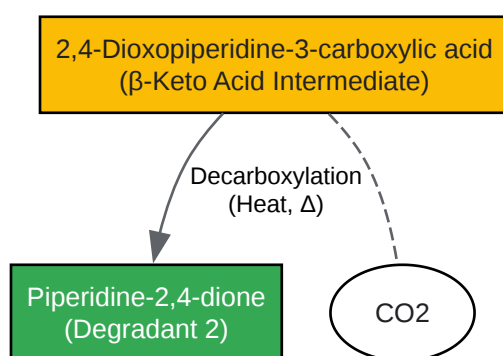 2,4-Dioxopiperidine-3-carboxylic acid
(β-Keto Acid Intermediate)
Decarboxylation
(Heat, Δ)
Piperidine-2,4-dione
(Degradant 2)
CO2